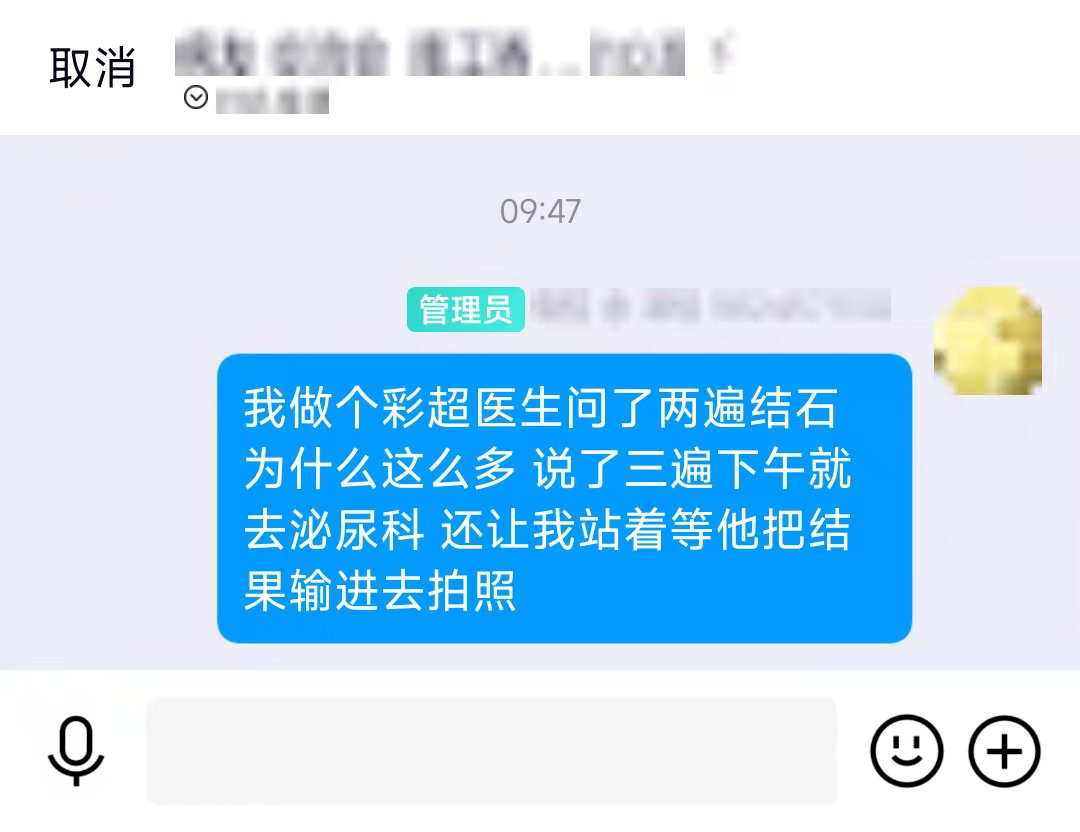 取消
09:47
管理员
我做个彩超医生问了两遍结石
为什么这么多 说了三遍下午就
去泌尿科 还让我站着等他把结
果输进去拍照